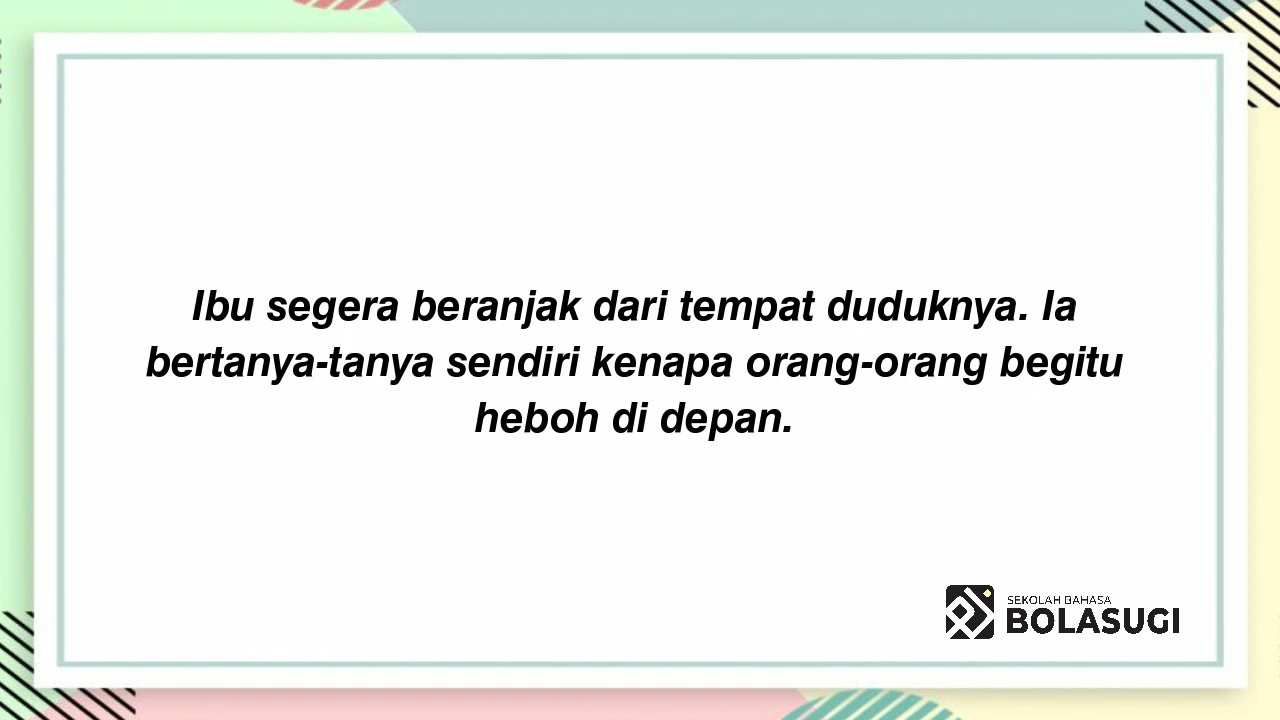 Ibu segera beranjak dari tempat duduknya. Ia
bertanya-tanya sendiri kenapa orang-orang begitu
heboh di depan.
SEKOLAH BAHASA
BOLASUGI